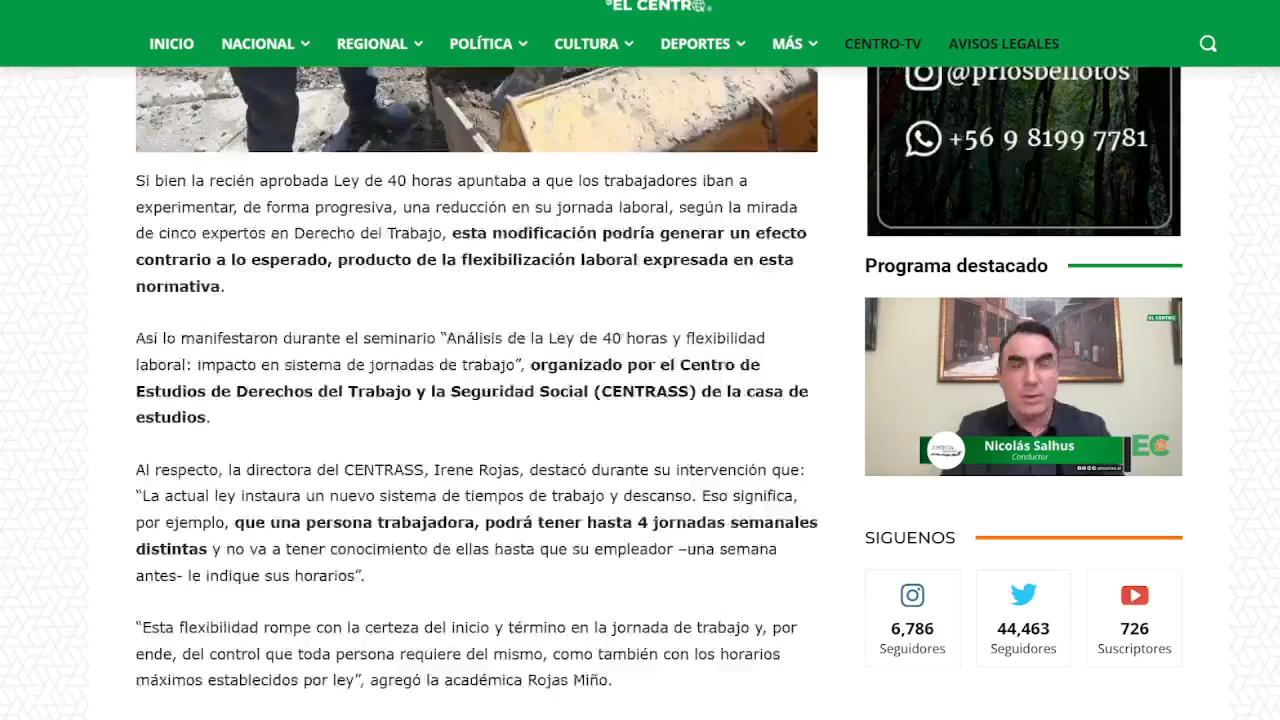 EL CENTRO
INICIO NACIONAL REGIONAL POLÍTICA CULTURA DEPORTES MÁS CENTRO-TV AVISOS LEGALES
@priosbellotos
+56 9 8199 7781
Si bien la recién aprobada Ley de 40 horas apuntaba a que los trabajadores iban a
experimentar, de forma progresiva, una reducción en su jornada laboral, según la mirada
de cinco expertos en Derecho del Trabajo, esta modificación podría generar un efecto
contrario a lo esperado, producto de la flexibilización laboral expresada en esta
normativa.
Así lo manifestaron durante el seminario “Análisis de la Ley de 40 horas y flexibilidad
laboral: impacto en sistema de jornadas de trabajo”, organizado por el Centro de
Estudios de Derechos del Trabajo y la Seguridad Social (CENTRASS) de la casa de
estudios.
Al respecto, la directora del CENTRASS, Irene Rojas, destacó durante su intervención que:
“La actual ley instaura un nuevo sistema de tiempos de trabajo y descanso. Eso significa,
por ejemplo, que una persona trabajadora, podrá tener hasta 4 jornadas semanales
distintas y no va a tener conocimiento de ellas hasta que su empleador –una semana
antes- le indique sus horarios”.
“Esta flexibilidad rompe con la certeza del inicio y término en la jornada de trabajo y, por
ende, del control que toda persona requiere del mismo, como también con los horarios
máximos establecidos por ley”, agregó la académica Rojas Miño.
Programa destacado
EL CENTRO
Nicolás Salhus
Conductor
EC
SIGUENOS
6,786 44,463 726
Seguidores Seguidores Suscriptores